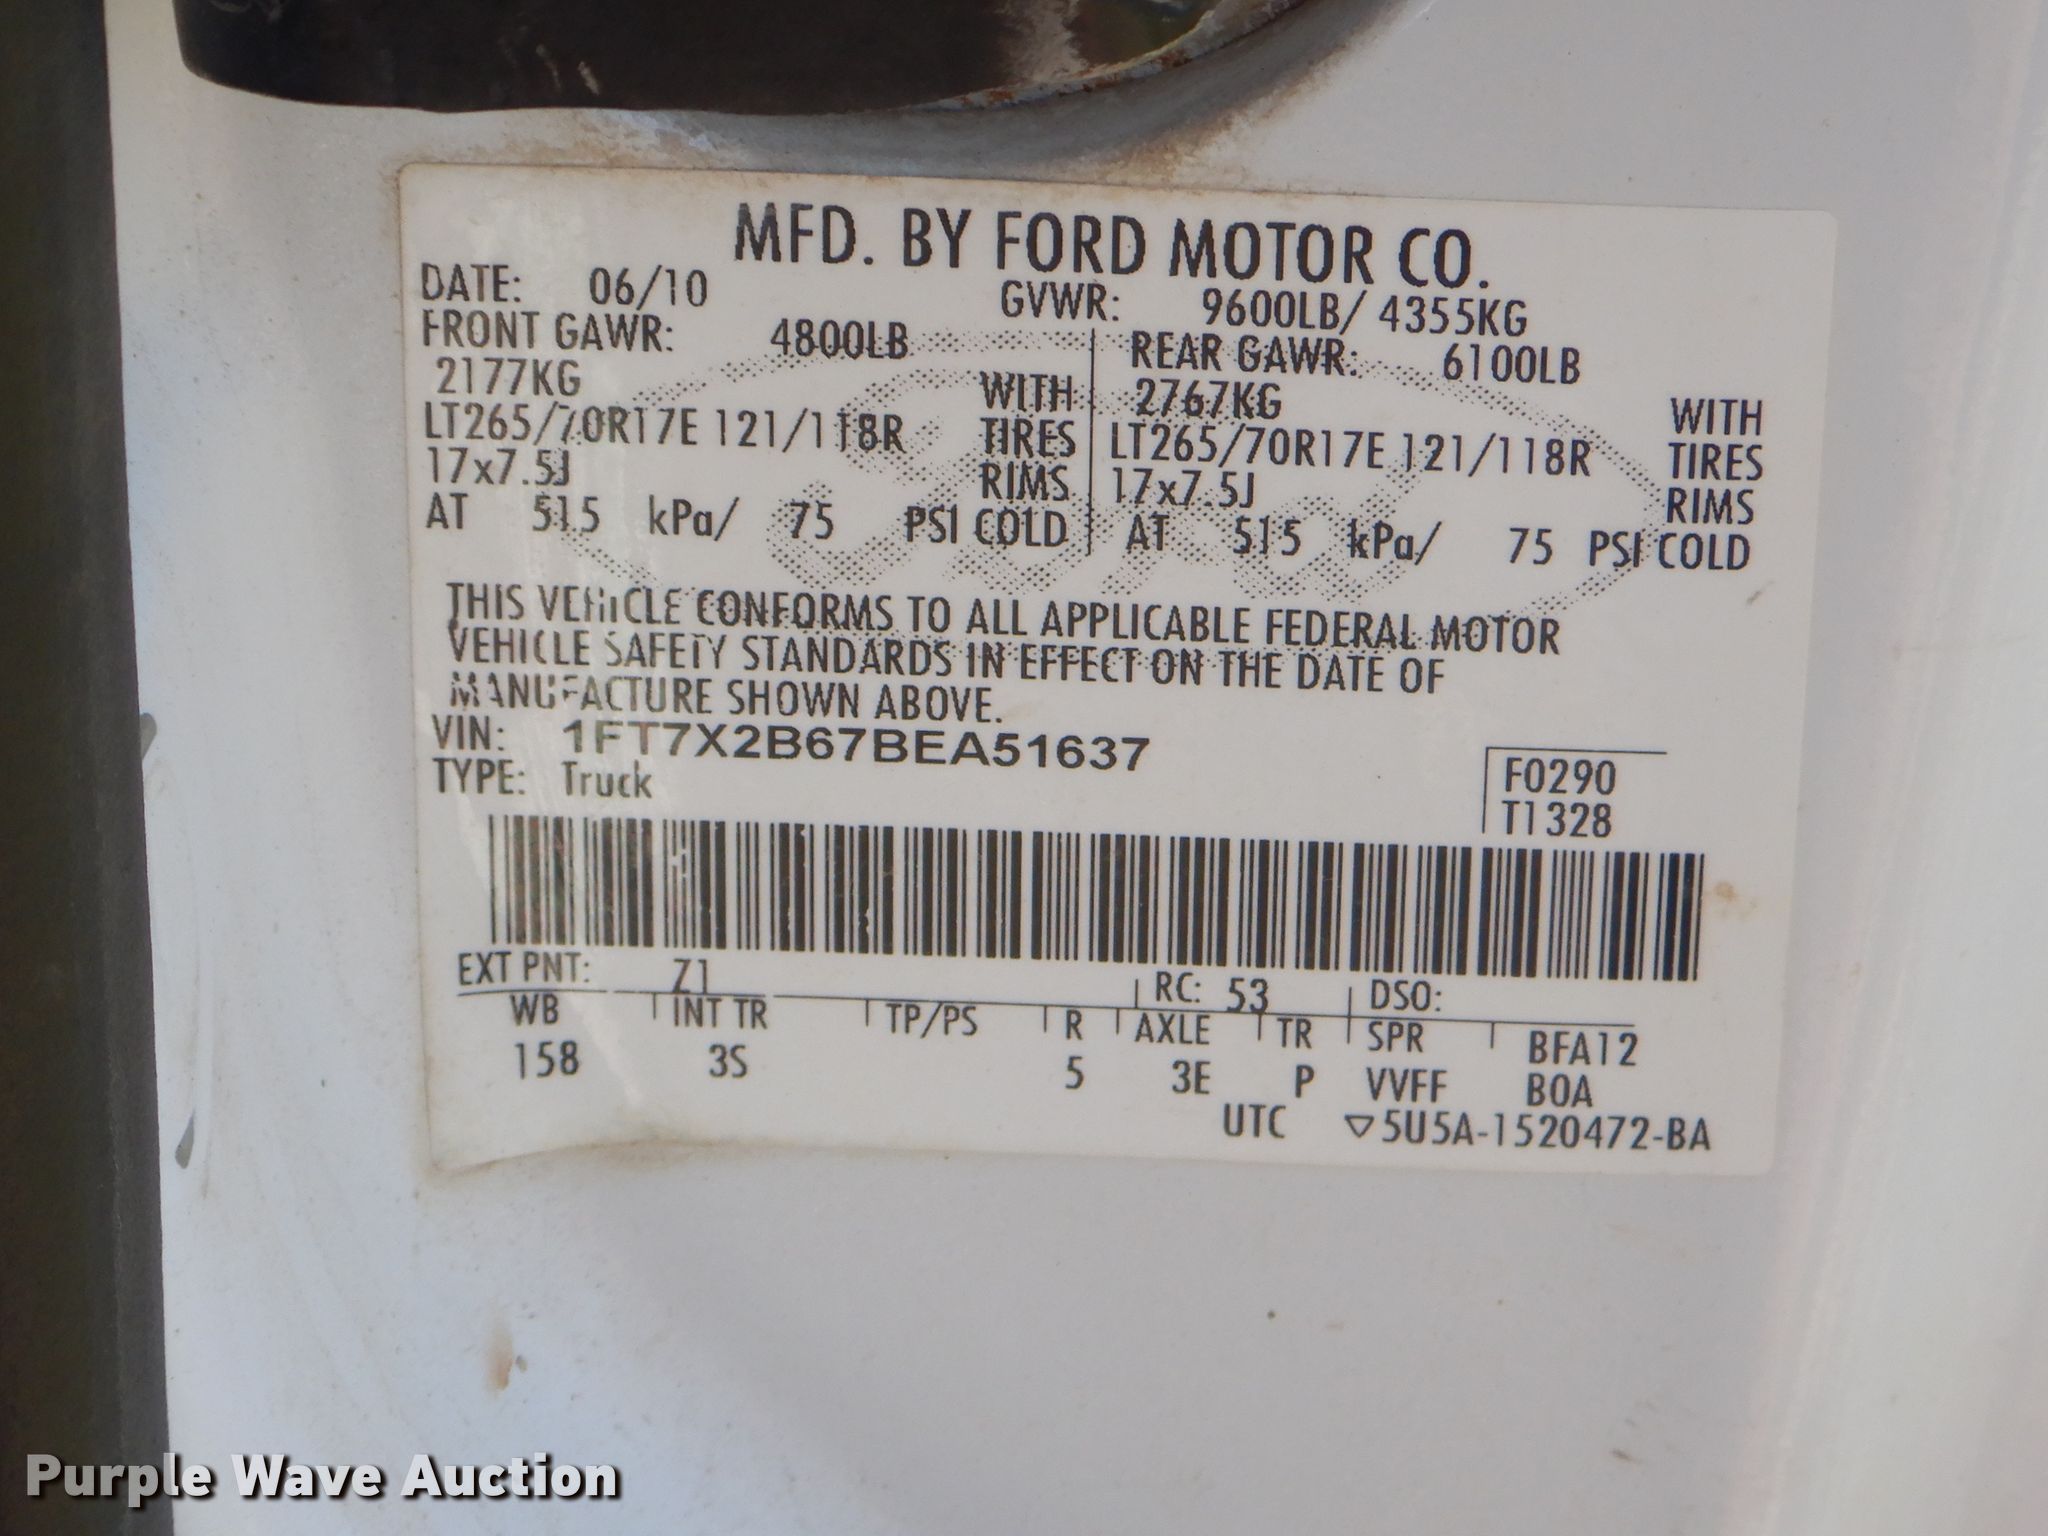 MFD. BY FORD MOTOR CO.
DATE: 06/10 GVWR: 9600LB/ 4355KG
FRONT GAWR: 4800LB REAR GAWR: 6100LB
2177KG WITH 2767KG WITH
LT265/70R17E 121/118R TIRES LT265/70R17E 121/118R TIRES
17x7.5J RIMS 17x7.5J RIMS
AT 515 kPa/ 75 PSI COLD AT 515 kPa/ 75 PSI COLD
THIS VEHICLE CONFORMS TO ALL APPLICABLE FEDERAL MOTOR
VEHICLE SAFETY STANDARDS IN EFFECT ON THE DATE OF
MANUFACTURE SHOWN ABOVE.
VIN: 1FT7X2B67BEA51637
TYPE: Truck
F0290
T1328
EXT PNT: Z1 RC: 53 DSO:
WB INT TR TP/PS R AXLE TR SPR BFA12
158 3S 5 3E P VVFF BOA
UTC ▽5U5A-1520472-BA
Purple Wave Auction